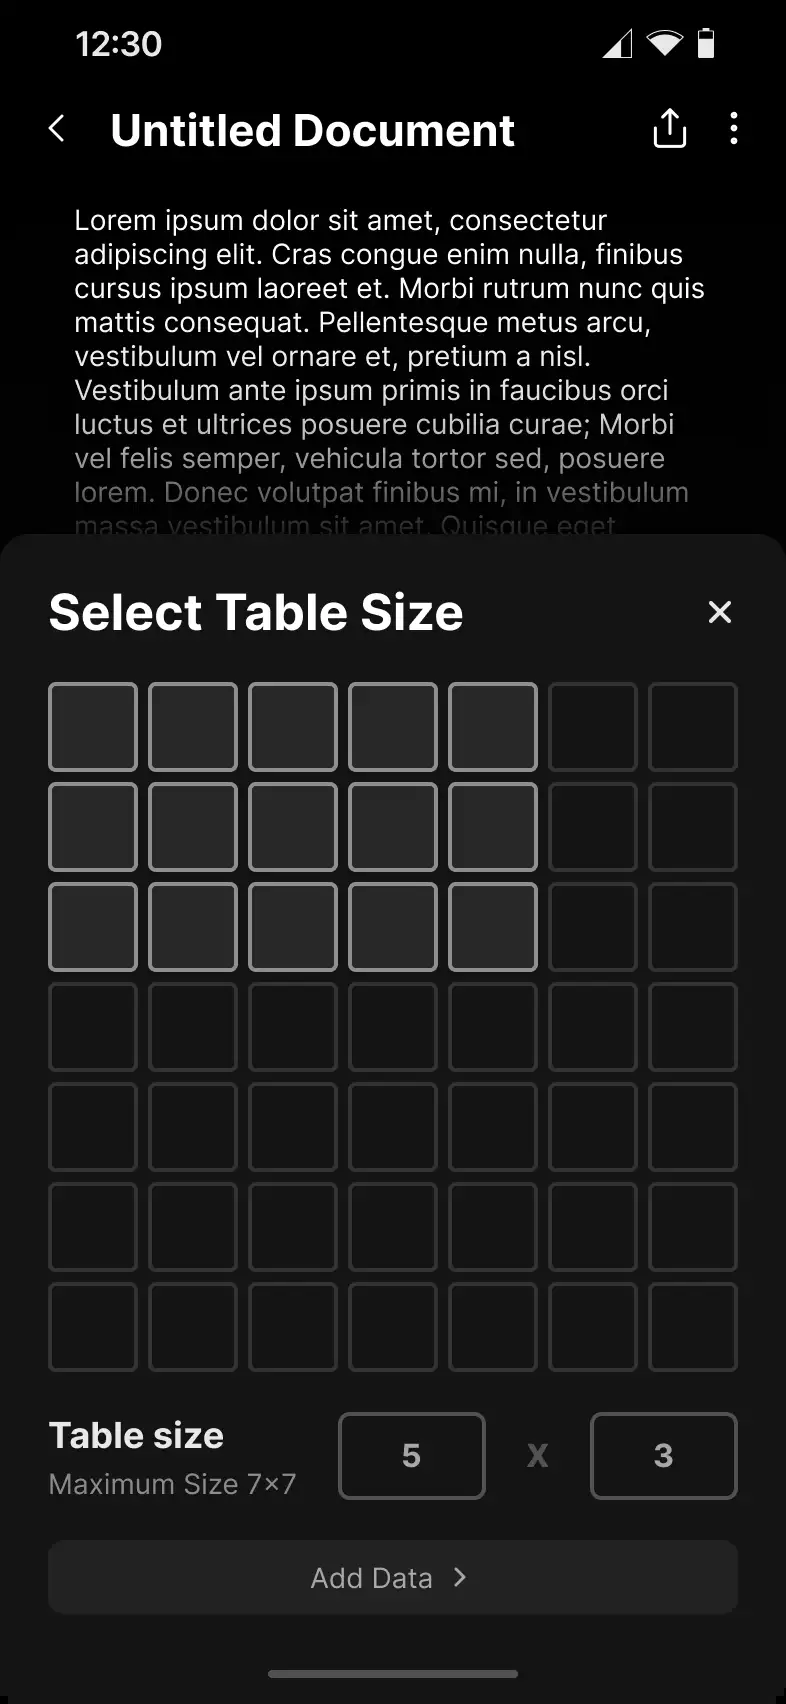 12:30
Untitled Document
Lorem ipsum dolor sit amet, consectetur
adipiscing elit. Cras congue enim nulla, finibus
cursus ipsum laoreet et. Morbi rutrum nunc quis
mattis consequat. Pellentesque metus arcu,
vestibulum vel ornare et, pretium a nisl.
Vestibulum ante ipsum primis in faucibus orci
luctus et ultrices posuere cubilia curae; Morbi
vel felis semper, vehicula tortor sed, posuere
lorem. Donec volutpat finibus mi, in vestibulum
massa vestibulum sit amet. Quisque eget
Select Table Size
Table size
Maximum Size 7×7
5 X 3
Add Data